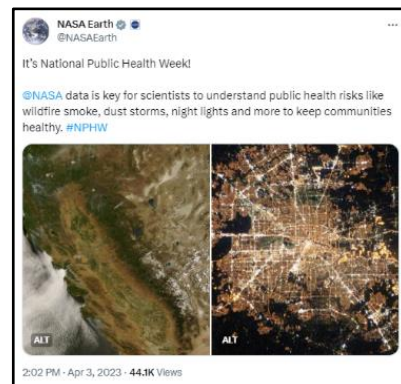 NASA Earth
@NASAEarth
It's National Public Health Week!
@NASA data is key for scientists to understand public health risks like
wildfire smoke, dust storms, night lights and more to keep communities
healthy. #NPHW
ALT
ALT
2:02 PM · Apr 3, 2023 · 44.1K Views